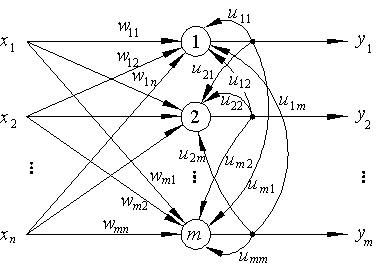 w11 u11
x1 1 y1
w12 w1n u21 u12
x2 2 u22 u1m y2
u2m um2
⋮ wm1 ... um1 ⋮
wm2
xn wmn m umm ym